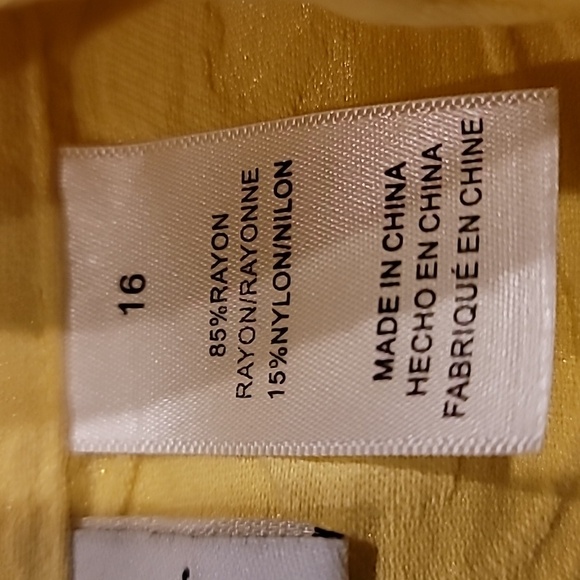 16
85%RAYON
RAYON/RAYONNE
15%NYLON/NILON
MADE IN CHINA
HECHO EN CHINA
FABRIQUÉ EN CHINE